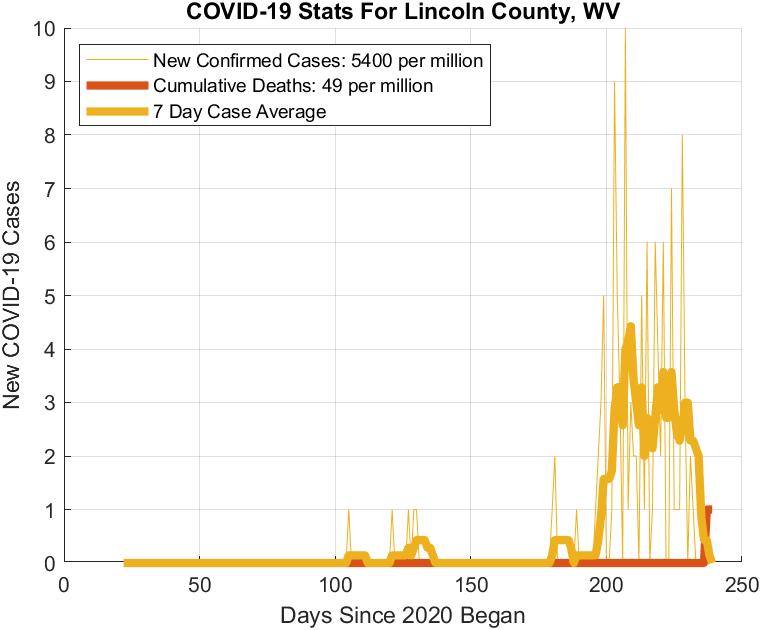 COVID-19 Stats For Lincoln County, WV
New Confirmed Cases: 5400 per million
Cumulative Deaths: 49 per million
7 Day Case Average
New COVID-19 Cases
10
9
8
7
6
5
4
3
2
1
0
0 50 100 150 200 250
Days Since 2020 Began